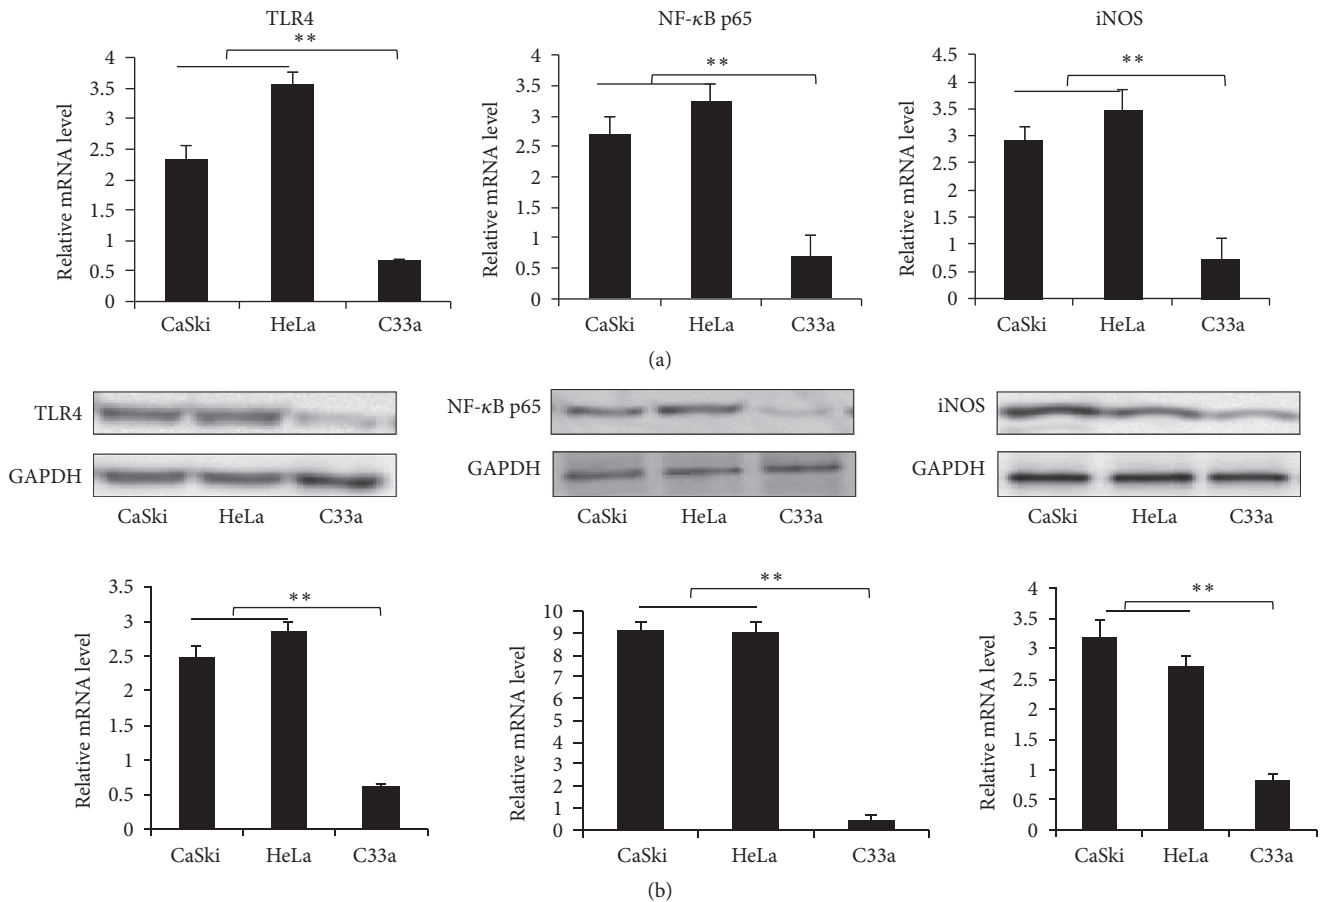 TLR4
**
Relative mRNA level
4
3.5
3
2.5
2
1.5
1
0.5
0
CaSki HeLa C33a
NF-κB p65
**
Relative mRNA level
4
3.5
3
2.5
2
1.5
1
0.5
0
CaSki HeLa C33a
iNOS
**
Relative mRNA level
4.5
4
3.5
3
2.5
2
1.5
1
0.5
0
CaSki HeLa C33a
(a)
TLR4
GAPDH
CaSki HeLa C33a
NF-κB p65
GAPDH
CaSki HeLa C33a
iNOS
GAPDH
CaSki HeLa C33a
**
Relative mRNA level
3.5
3
2.5
2
1.5
1
0.5
0
CaSki HeLa C33a
**
Relative mRNA level
10
9
8
7
6
5
4
3
2
1
0
CaSki HeLa C33a
**
Relative mRNA level
4
3.5
3
2.5
2
1.5
1
0.5
0
CaSki HeLa C33a
(b)